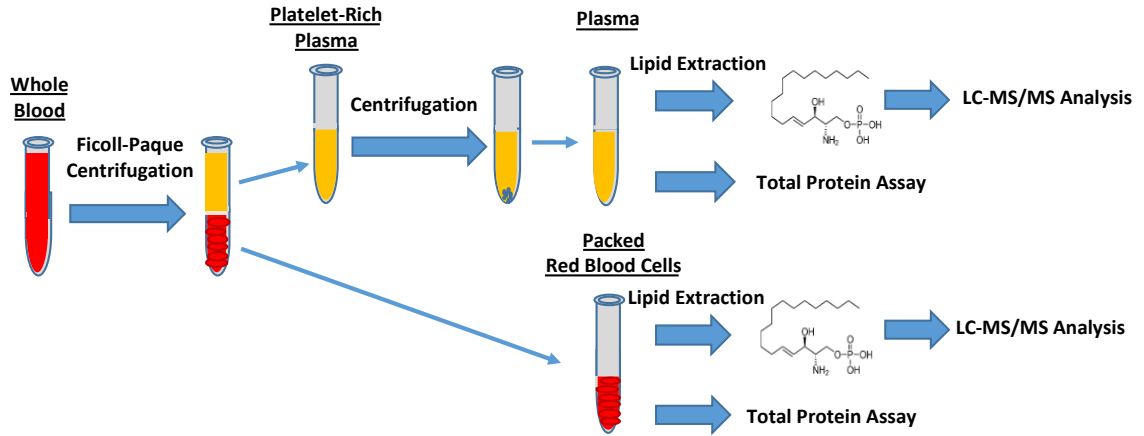 Whole
Blood
Ficoll-Paque
Centrifugation
Platelet-Rich
Plasma
Centrifugation
Plasma
Lipid Extraction
OH
NH₂
O
O
P
OH
OH
LC-MS/MS Analysis
Total Protein Assay
Packed
Red Blood Cells
Lipid Extraction
OH
NH₂
O
O
P
OH
OH
LC-MS/MS Analysis
Total Protein Assay